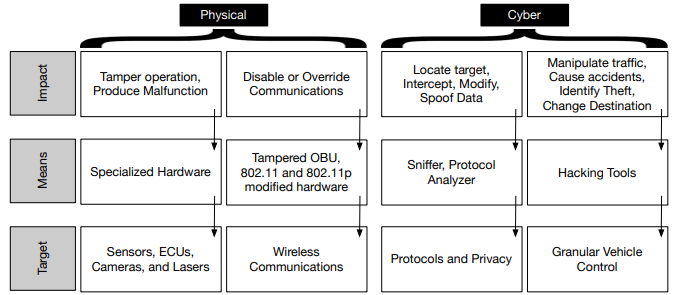 Physical
Cyber
Impact
Tamper operation,
Produce Malfunction
Disable or Override
Communications
Locate target,
Intercept, Modify,
Spoof Data
Manipulate traffic,
Cause accidents,
Identify Theft,
Change Destination
Means
Specialized Hardware
Tampered OBU,
802.11 and 802.11p
modified hardware
Sniffer, Protocol
Analyzer
Hacking Tools
Target
Sensors, ECUs,
Cameras, and Lasers
Wireless
Communications
Protocols and Privacy
Granular Vehicle
Control